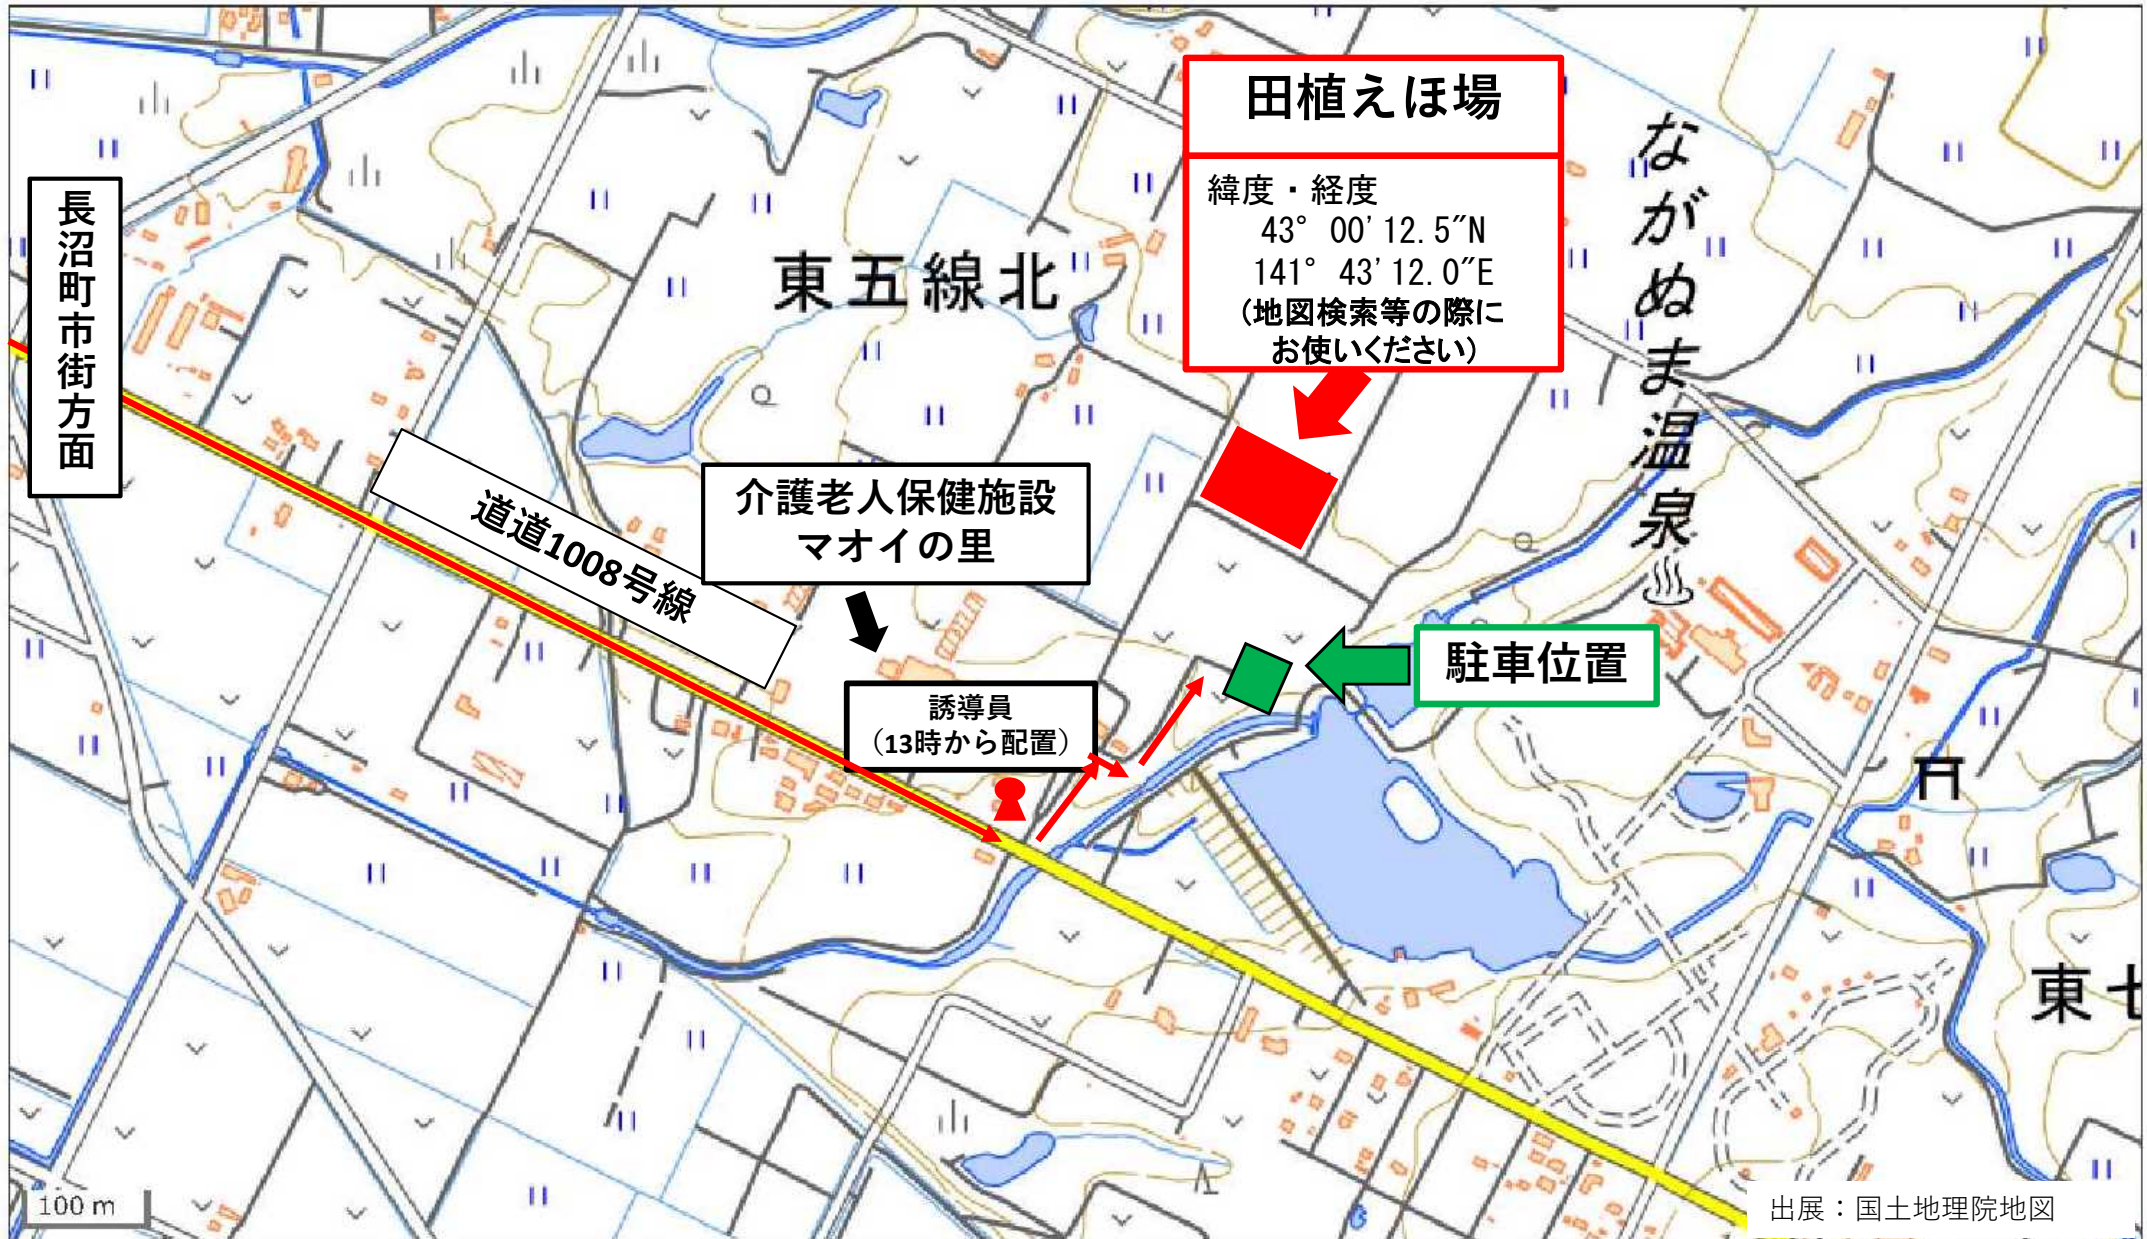 田植えほ場
緯度・経度
43° 00′ 12.5″N
141° 43′ 12.0″E
(地図検索等の際に
お使いください)
ながぬま温泉
長沼町市街方面
東五線北
道道1008号線
介護老人保健施設
マオイの里
駐車位置
誘導員
（13時から配置）
東七
100 m
出展：国土地理院地図